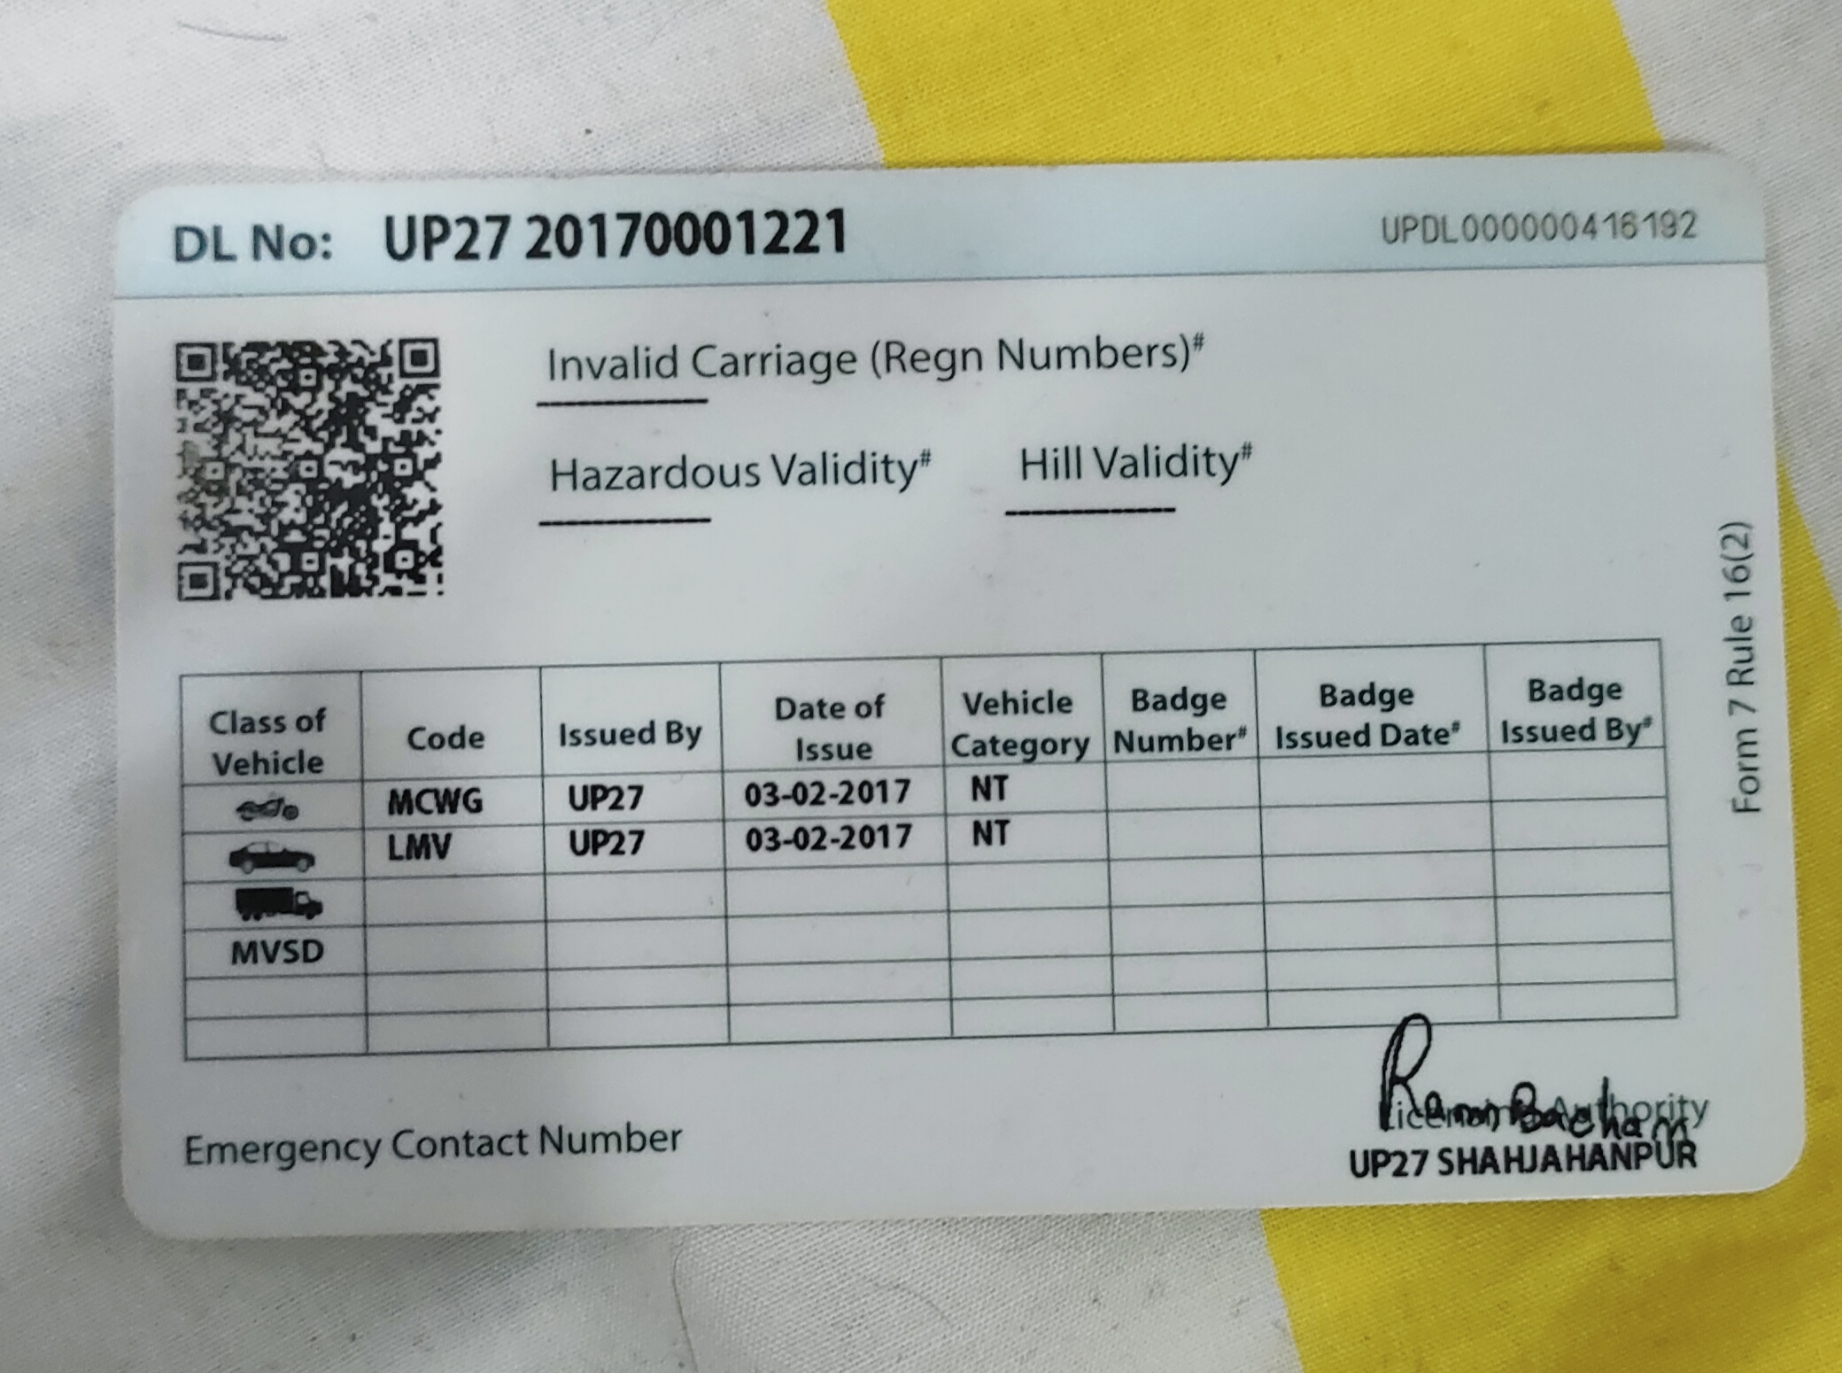 DL No: UP27 20170001221 UPDL000000416192
Invalid Carriage (Regn Numbers)#
Hazardous Validity# Hill Validity#
Form 7 Rule 16(2)
Class of Vehicle Code Issued By Date of Issue Vehicle Category Badge Number# Badge Issued Date# Badge Issued By#
MCWG UP27 03-02-2017 NT
LMV UP27 03-02-2017 NT
MVSD
Licensing Authority
UP27 SHAHJAHANPUR
Emergency Contact Number